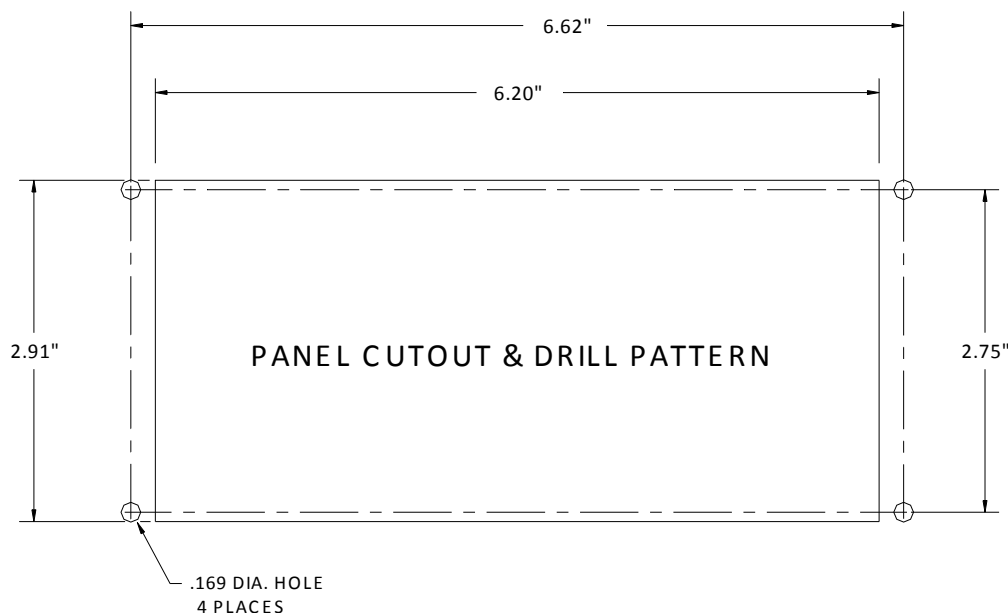 6.62"
6.20"
2.91"
PANEL CUTOUT & DRILL PATTERN
2.75"
.169 DIA. HOLE
4 PLACES